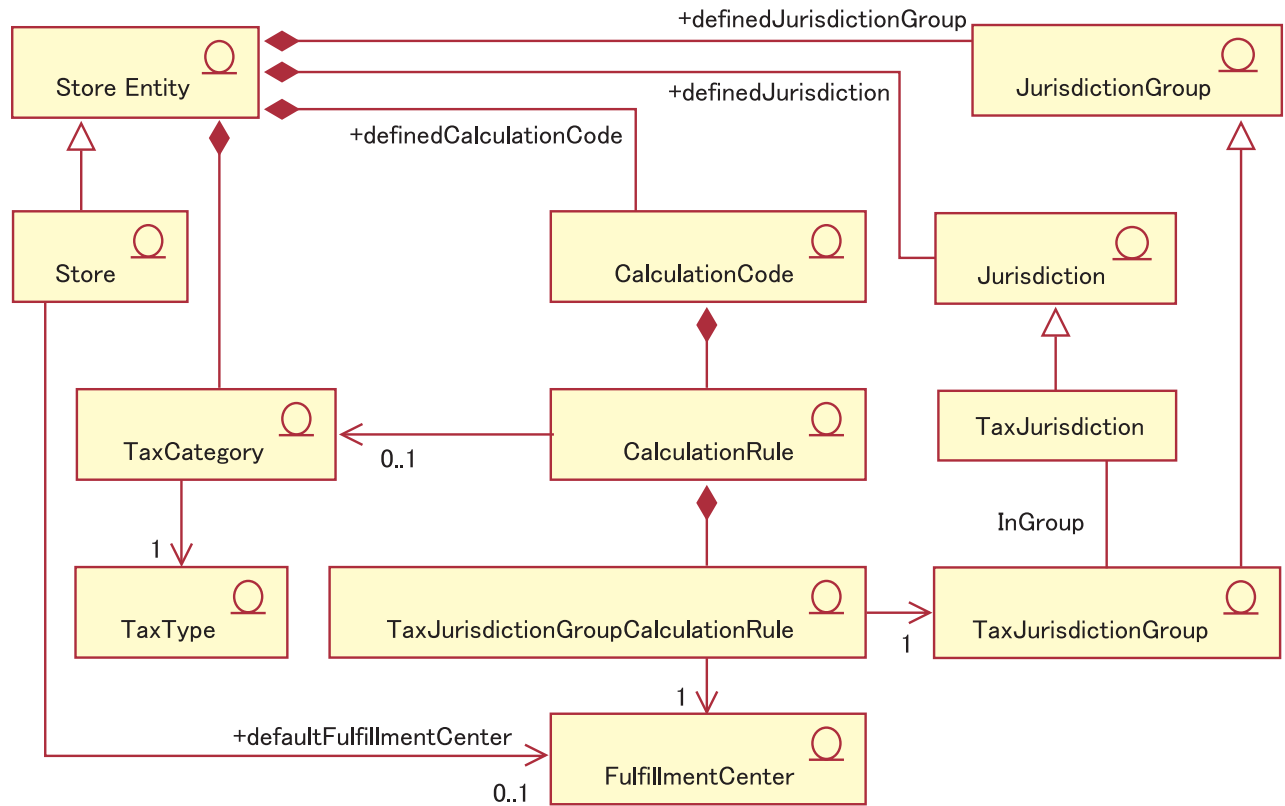 +definedJurisdictionGroup
Store Entity
JurisdictionGroup
+definedJurisdiction
+definedCalculationCode
Store
CalculationCode
Jurisdiction
TaxCategory
0..1
CalculationRule
TaxJurisdiction
InGroup
1
TaxType
TaxJurisdictionGroupCalculationRule
1
TaxJurisdictionGroup
1
+defaultFulfillmentCenter
0..1
FulfillmentCenter